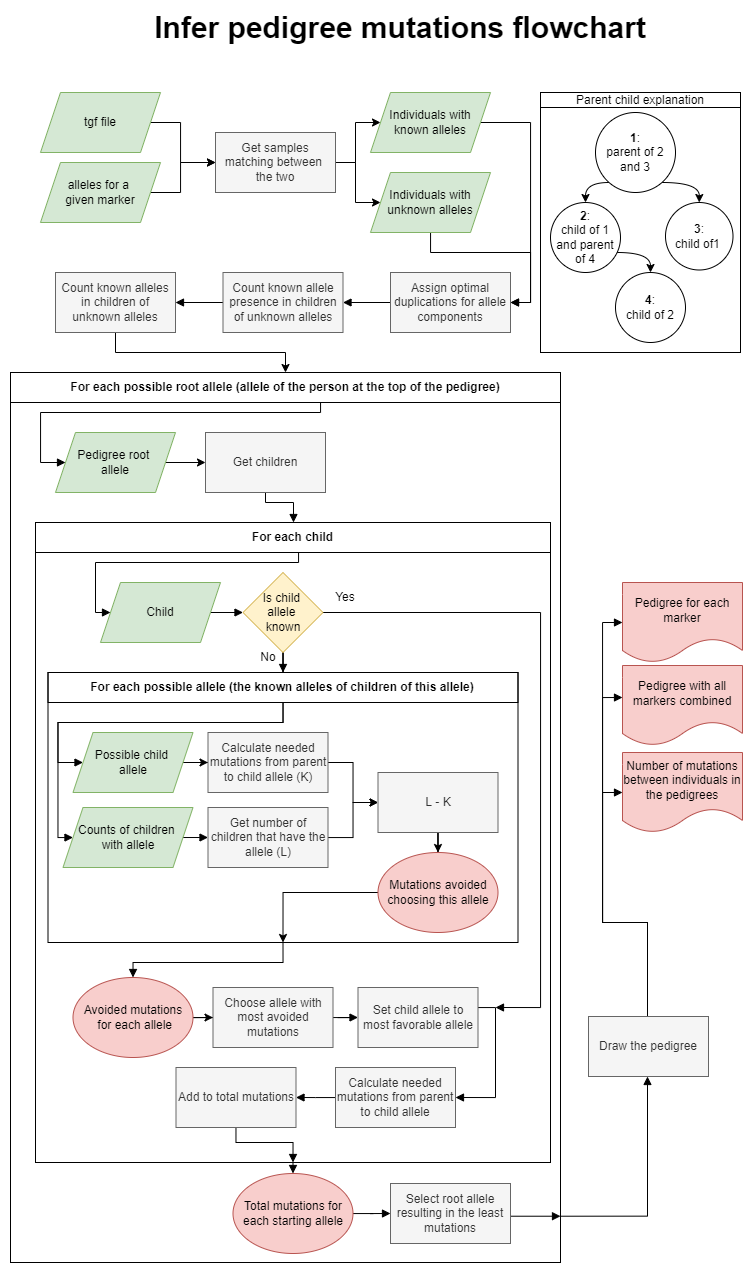 Infer pedigree mutations flowchart
tgf file
alleles for a
given marker
Get samples
matching between
the two
Individuals with
known alleles
Individuals with
unknown alleles
Parent child explanation
1:
parent of 2
and 3
2:
child of 1
and parent
of 4
3:
child of1
4:
child of 2
Count known alleles
in children of
unknown alleles
Count known allele
presence in children
of unknown alleles
Assign optimal
duplications for allele
components
For each possible root allele (allele of the person at the top of the pedigree)
Pedigree root
allele
Get children
For each child
Child
Is child
allele
known
Yes
No
For each possible allele (the known alleles of children of this allele)
Possible child
allele
Calculate needed
mutations from parent
to child allele (K)
Counts of children
with allele
Get number of
children that have the
allele (L)
L - K
Mutations avoided
choosing this allele
Avoided mutations
for each allele
Choose allele with
most avoided
mutations
Set child allele to
most favorable allele
Add to total mutations
Calculate needed
mutations from parent
to child allele
Total mutations for
each starting allele
Select root allele
resulting in the least
mutations
Pedigree for each
marker
Pedigree with all
markers combined
Number of mutations
between individuals in
the pedigrees
Draw the pedigree